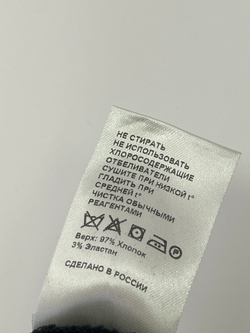 НЕ СТИРАТЬ
НЕ ИСПОЛЬЗОВАТЬ
ХЛОРОСОДЕРЖАЩИЕ
ОТБЕЛИВАТЕЛИ
СУШИТЕ ПРИ НИЗКОЙ t°
ГЛАДИТЬ ПРИ
СРЕДНЕЙ t°
ЧИСТКА ОБЫЧНЫМИ
РЕАГЕНТАМИ
P
Верх: 97% Хлопок
3% Эластан
СДЕЛАНО В РОССИИ